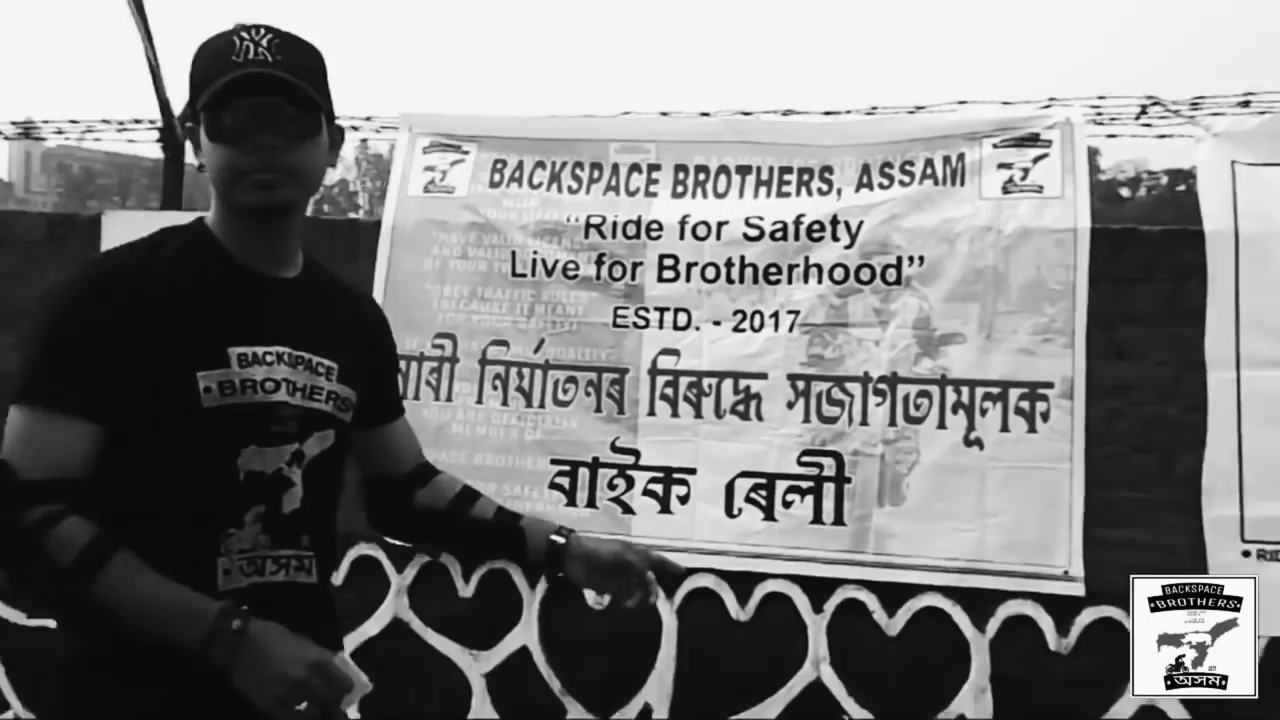 BACKSPACE BROTHERS, ASSAM
"Ride for Safety
Live for Brotherhood"
ESTD. - 2017
নাৰী নিৰ্যাতনৰ বিৰুদ্ধে সজাগতামূলক
বাইক ৰেলী
BACKSPACE
• BROTHERS •
অসম
BACKSPACE
• BROTHERS •
• অসম •